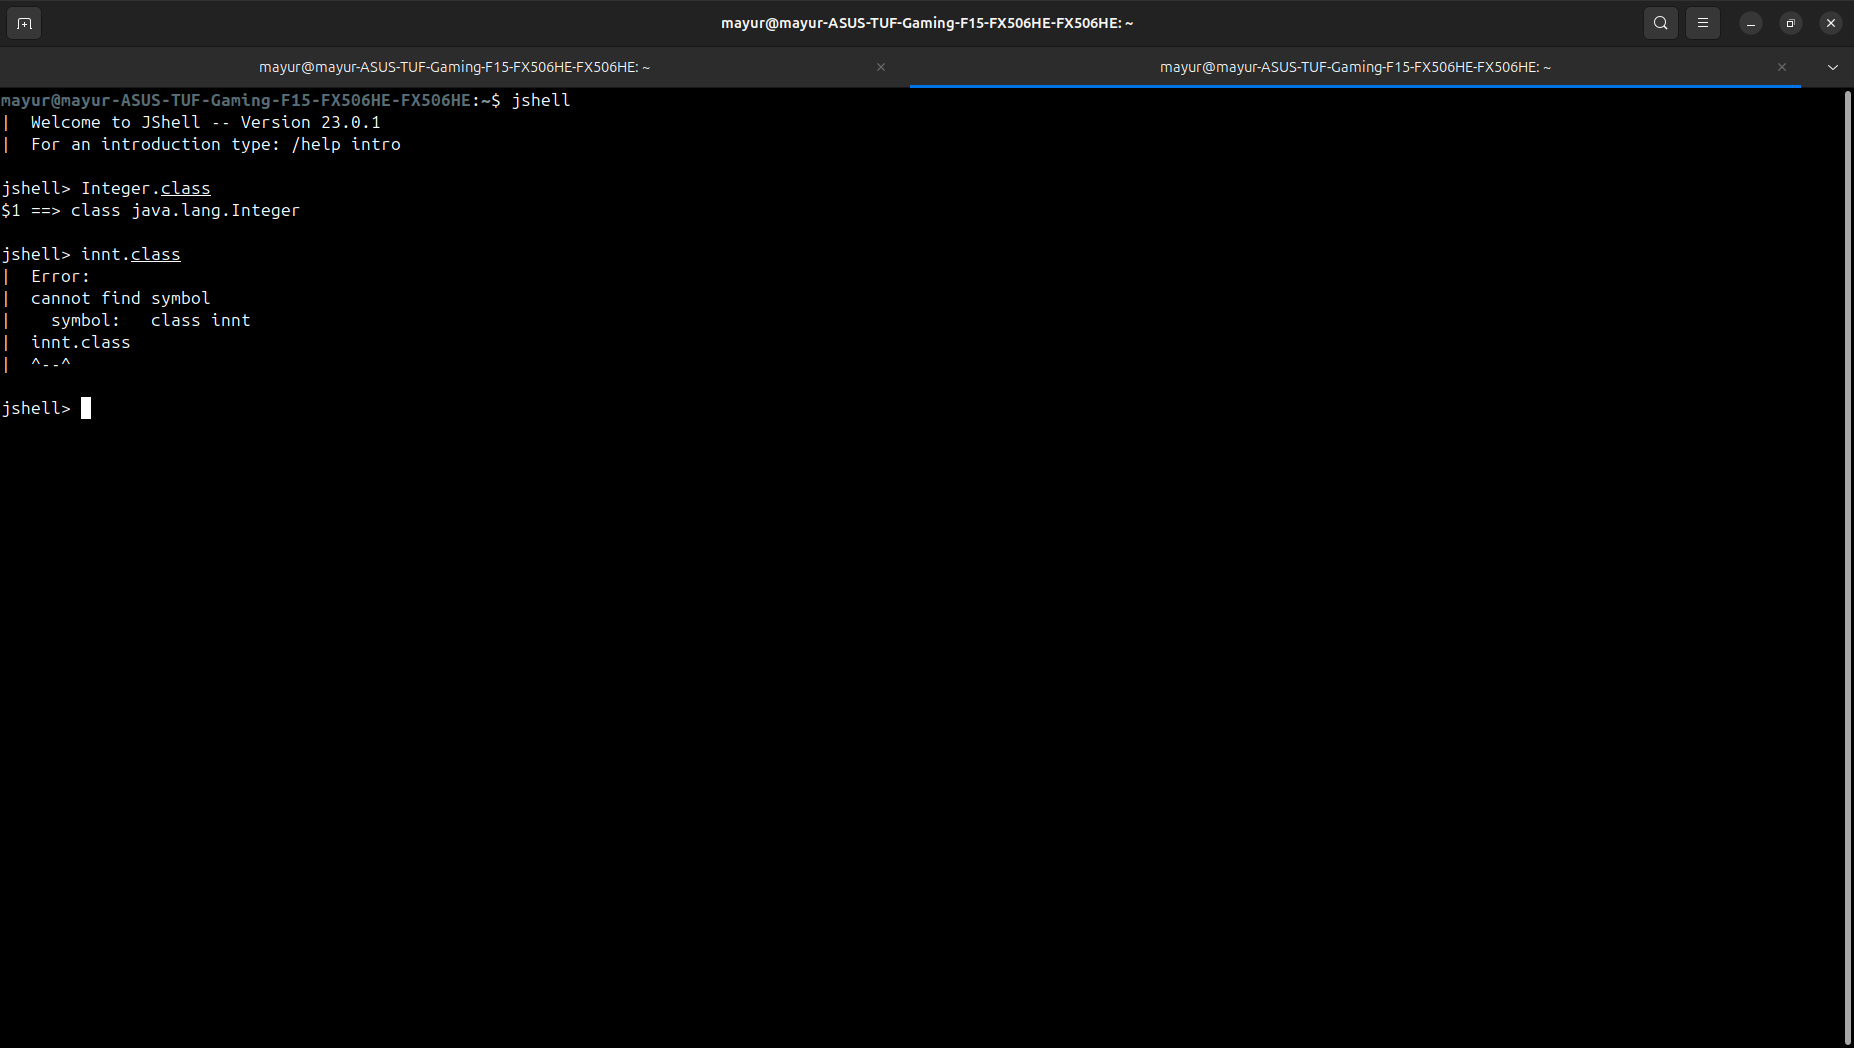 mayur@mayur-ASUS-TUF-Gaming-F15-FX506HE-FX506HE: ~
mayur@mayur-ASUS-TUF-Gaming-F15-FX506HE-FX506HE: ~
mayur@mayur-ASUS-TUF-Gaming-F15-FX506HE-FX506HE: ~
mayur@mayur-ASUS-TUF-Gaming-F15-FX506HE-FX506HE:~$ jshell
|  Welcome to JShell -- Version 23.0.1
|  For an introduction type: /help intro
jshell> Integer.class
$1 ==> class java.lang.Integer
jshell> innt.class
|  Error:
|  cannot find symbol
|    symbol:   class innt
|  innt.class
|  ^--^
jshell>